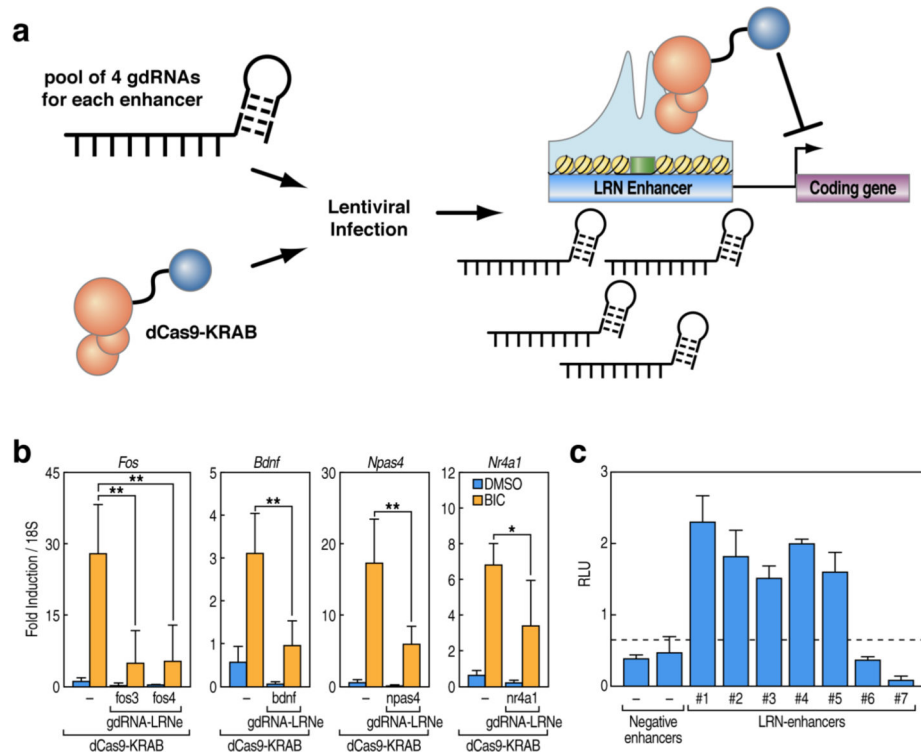 a
pool of 4 gdRNAs
for each enhancer
Lentiviral
Infection
dCas9-KRAB
LRN Enhancer
Coding gene
b
Fos
Bdnf
Npas4
Nr4a1
Fold Induction / 18S
45
30
15
0
5
4
3
2
1
0
30
20
10
0
12
10
8
6
4
2
0
**
**
**
**
*
DMSO
BIC
– fos3 fos4
gdRNA-LRNe
dCas9-KRAB
– bdnf
gdRNA-LRNe
dCas9-KRAB
– npas4
gdRNA-LRNe
dCas9-KRAB
– nr4a1
gdRNA-LRNe
dCas9-KRAB
c
RLU
3
2
1
0
– – #1 #2 #3 #4 #5 #6 #7
Negative
enhancers
LRN-enhancers